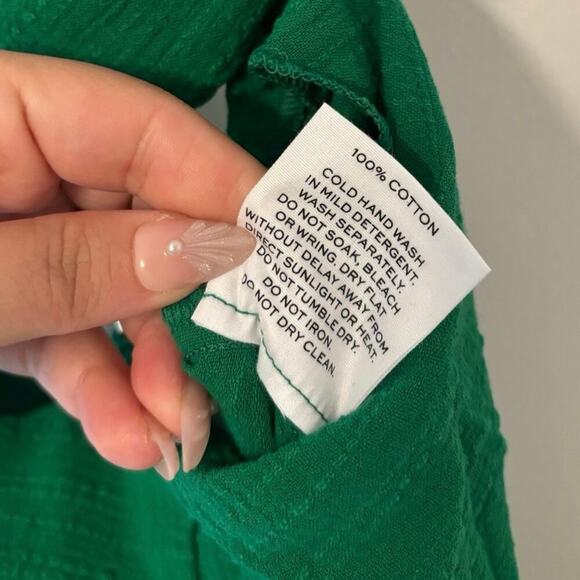 100% COTTON
COLD HAND WASH
IN MILD DETERGENT.
WASH SEPARATELY.
DO NOT SOAK, BLEACH
OR WRING, DRY FLAT
WITHOUT DELAY AWAY FROM
DIRECT SUNLIGHT OR HEAT.
DO NOT TUMBLE DRY.
DO NOT IRON.
DO NOT DRY CLEAN.